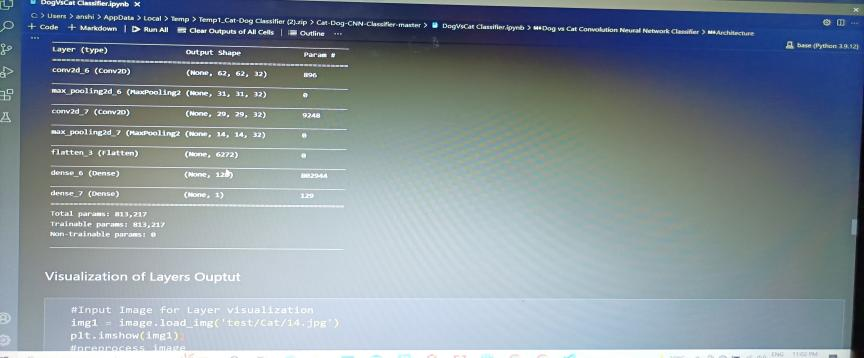 DogVsCat Classifier.ipynb ×
C: > Users > anshi > AppData > Local > Temp > Temp1_Cat-Dog Classifier (2).zip > Cat-Dog-CNN-Classifier-master > DogVsCat Classifier.ipynb > Dog vs Cat Convolution Neural Network Classifier > Architecture
+ Code + Markdown | Run All Clear Outputs of All Cells | Outline ...
base (Python 3.9.12)
...
Layer (type) Output Shape Param #
conv2d_6 (Conv2D) (None, 62, 62, 32) 896
max_pooling2d_6 (MaxPooling2 (None, 31, 31, 32) 0
conv2d_7 (Conv2D) (None, 29, 29, 32) 9248
max_pooling2d_7 (MaxPooling2 (None, 14, 14, 32) 0
flatten_3 (Flatten) (None, 6272) 0
dense_6 (Dense) (None, 128) 802944
dense_7 (Dense) (None, 1) 129
Total params: 813,217
Trainable params: 813,217
Non-trainable params: 0
Visualization of Layers Ouptut
#Input Image for Layer visualization
img1 = image.load_img('test/Cat/14.jpg')
plt.imshow(img1);
#preprocess image
ENG 11:02 PM